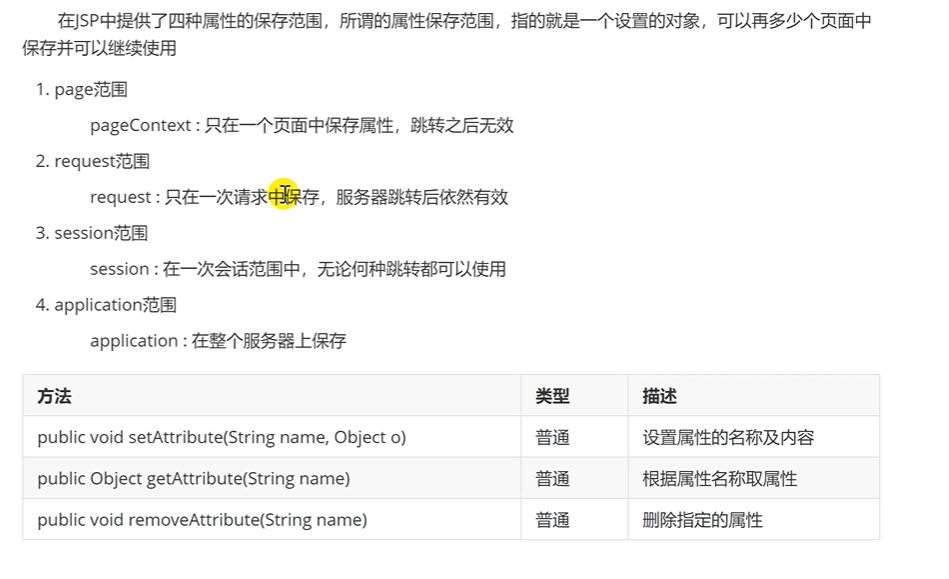 在JSP中提供了四种属性的保存范围，所谓的属性保存范围，指的就是一个设置的对象，可以再多少个页面中
保存并可以继续使用
1. page范围
pageContext : 只在一个页面中保存属性，跳转之后无效
2. request范围
request : 只在一次请求中保存，服务器跳转后依然有效
3. session范围
session : 在一次会话范围中，无论何种跳转都可以使用
4. application范围
application : 在整个服务器上保存
方法 类型 描述
public void setAttribute(String name, Object o) 普通 设置属性的名称及内容
public Object getAttribute(String name) 普通 根据属性名称取属性
public void removeAttribute(String name) 普通 删除指定的属性